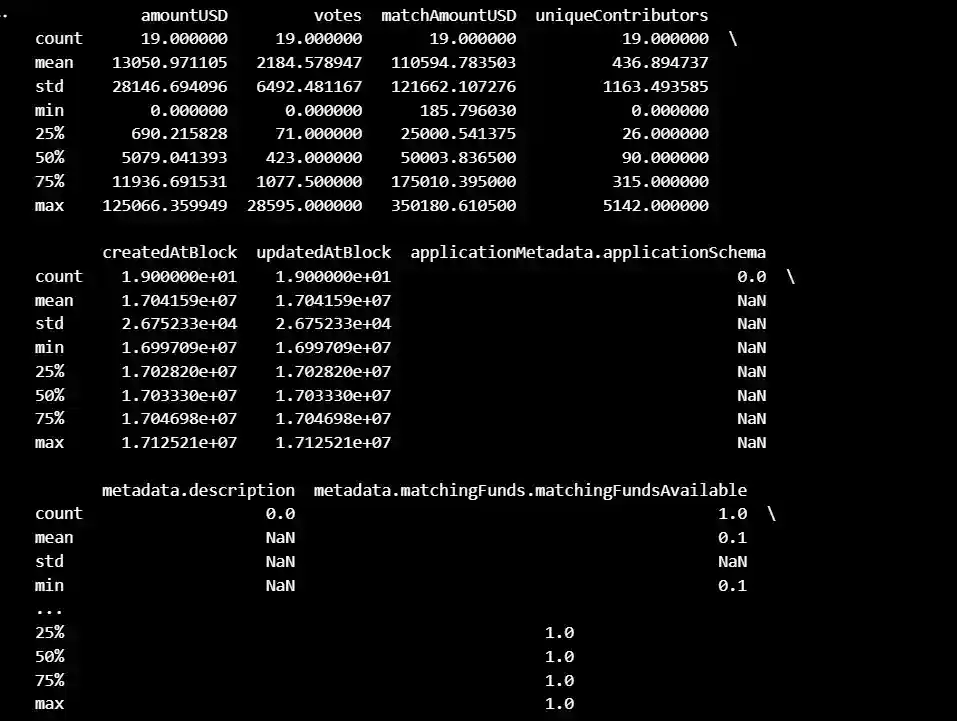 ..
amountUSD votes matchAmountUSD uniqueContributors
count 19.000000 19.000000 19.000000 19.000000 \
mean 13050.971105 2184.578947 110594.783503 436.894737
std 28146.694096 6492.481167 121662.107276 1163.493585
min 0.000000 0.000000 185.796030 0.000000
25% 690.215828 71.000000 25000.541375 26.000000
50% 5079.041393 423.000000 50003.836500 90.000000
75% 11936.691531 1077.500000 175010.395000 315.000000
max 125066.359949 28595.000000 350180.610500 5142.000000
createdAtBlock updatedAtBlock applicationMetadata.applicationSchema
count 1.900000e+01 1.900000e+01 0.0 \
mean 1.704159e+07 1.704159e+07 NaN
std 2.675233e+04 2.675233e+04 NaN
min 1.699709e+07 1.699709e+07 NaN
25% 1.702820e+07 1.702820e+07 NaN
50% 1.703330e+07 1.703330e+07 NaN
75% 1.704698e+07 1.704698e+07 NaN
max 1.712521e+07 1.712521e+07 NaN
metadata.description metadata.matchingFunds.matchingFundsAvailable
count 0.0 1.0 \
mean NaN 0.1
std NaN NaN
min NaN 0.1
...
25% 1.0
50% 1.0
75% 1.0
max 1.0